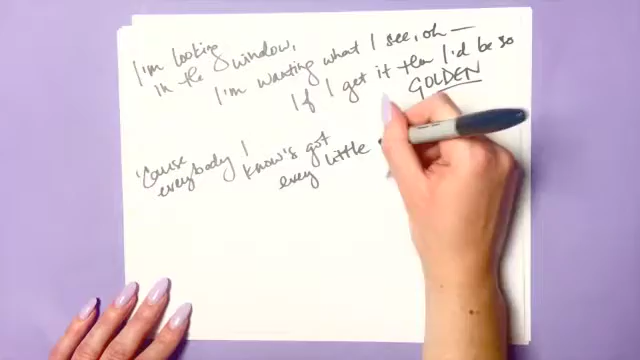 I'm looking
in the window,
I'm wanting what I see, oh —
If I get it then I'd be so
GOLDEN
'Cause
everybody I
know's got
every little